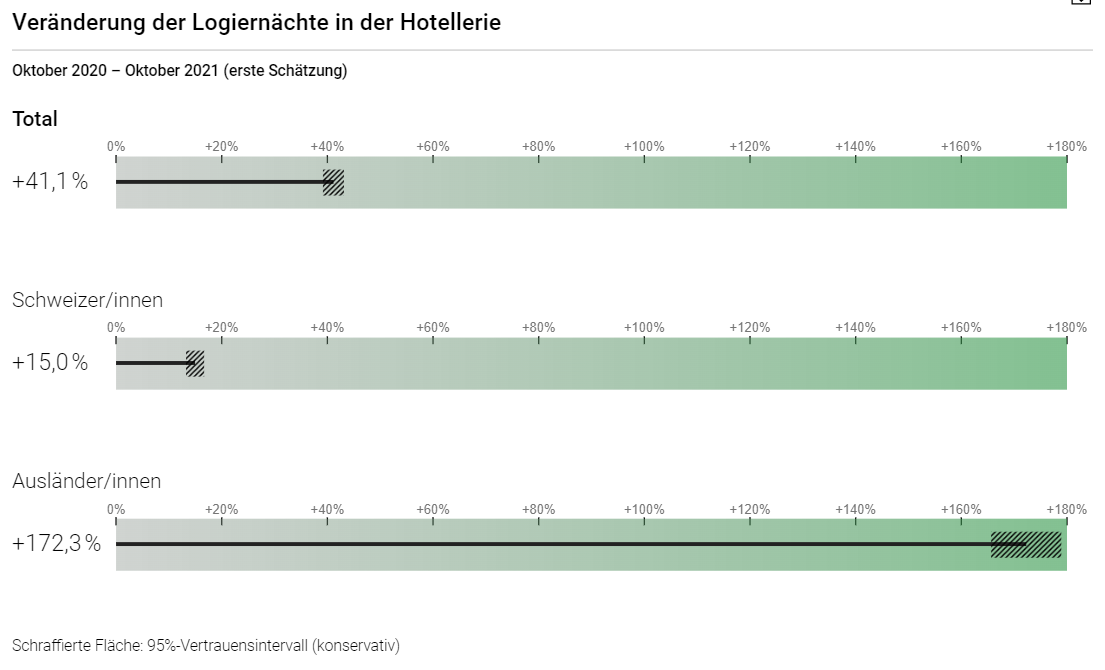 Veränderung der Logiernächte in der Hotellerie
Oktober 2020 – Oktober 2021 (erste Schätzung)
Total
0% +20% +40% +60% +80% +100% +120% +140% +160% +180%
+41,1 %
Schweizer/innen
0% +20% +40% +60% +80% +100% +120% +140% +160% +180%
+15,0 %
Ausländer/innen
0% +20% +40% +60% +80% +100% +120% +140% +160% +180%
+172,3 %
Schraffierte Fläche: 95%-Vertrauensintervall (konservativ)